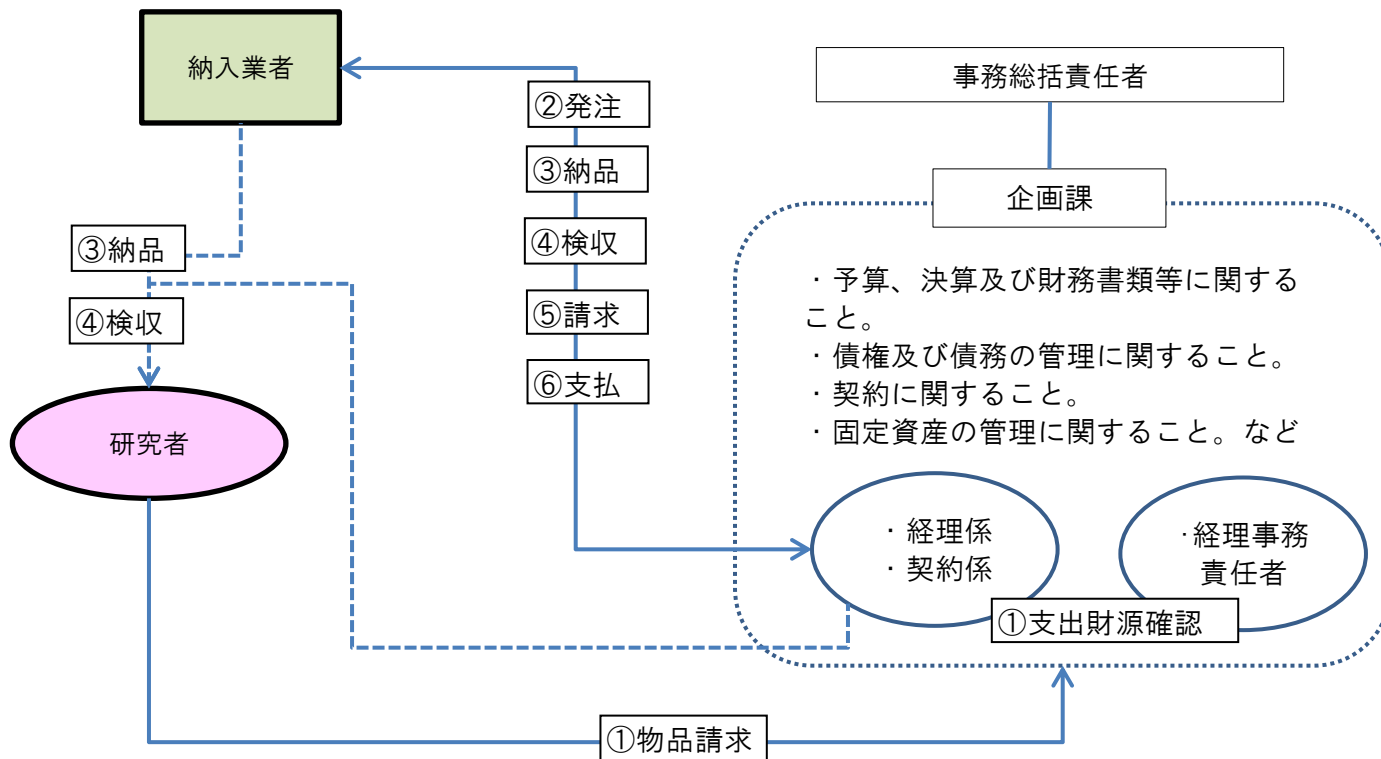 納入業者
事務総括責任者
②発注
③納品
企画課
④検収
③納品
・予算、決算及び財務書類等に関する
こと。
⑤請求
④検収
・債権及び債務の管理に関すること。
⑥支払
・契約に関すること。
・固定資産の管理に関すること。など
研究者
・経理係
・契約係
・経理事務
責任者
①支出財源確認
①物品請求